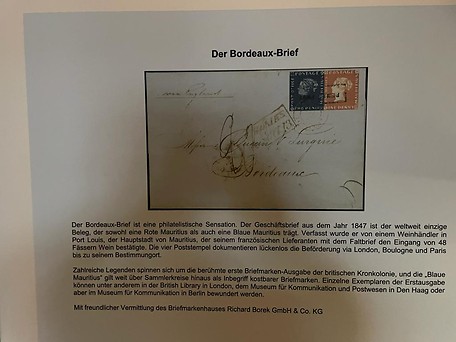 Der Bordeaux-Brief
via England
POSTAGE
POSTAGE
Bordeaux
Der Bordeaux-Brief ist eine philatelistische Sensation. Der Geschäftsbrief aus dem Jahr 1847 ist der weltweit einzige
Beleg, der sowohl eine Rote Mauritius als auch eine Blaue Mauritius trägt. Verfasst wurde er von einem Weinhändler in
Port Louis, der Hauptstadt von Mauritius, der seinem französischen Lieferanten mit dem Faltbrief den Eingang von 48
Fässern Wein bestätigte. Die vier Poststempel dokumentieren lückenlos die Beförderung via London, Boulogne und Paris
bis zu seinem Bestimmungort.
Zahlreiche Legenden spinnen sich um die berühmte erste Briefmarken-Ausgabe der britischen Kronkolonie, und die „Blaue
Mauritius“ gilt weit über Sammlerkreise hinaus als Inbegriff kostbarer Briefmarken. Einzelne Exemplaren der Erstausgabe
können unter anderem in der British Library in London, dem Museum für Kommunikation und Postwesen in Den Haag oder
aber im Museum für Kommunikation in Berlin bewundert werden.
Mit freundlicher Vermittlung des Briefmarkenhauses Richard Borek GmbH & Co. KG